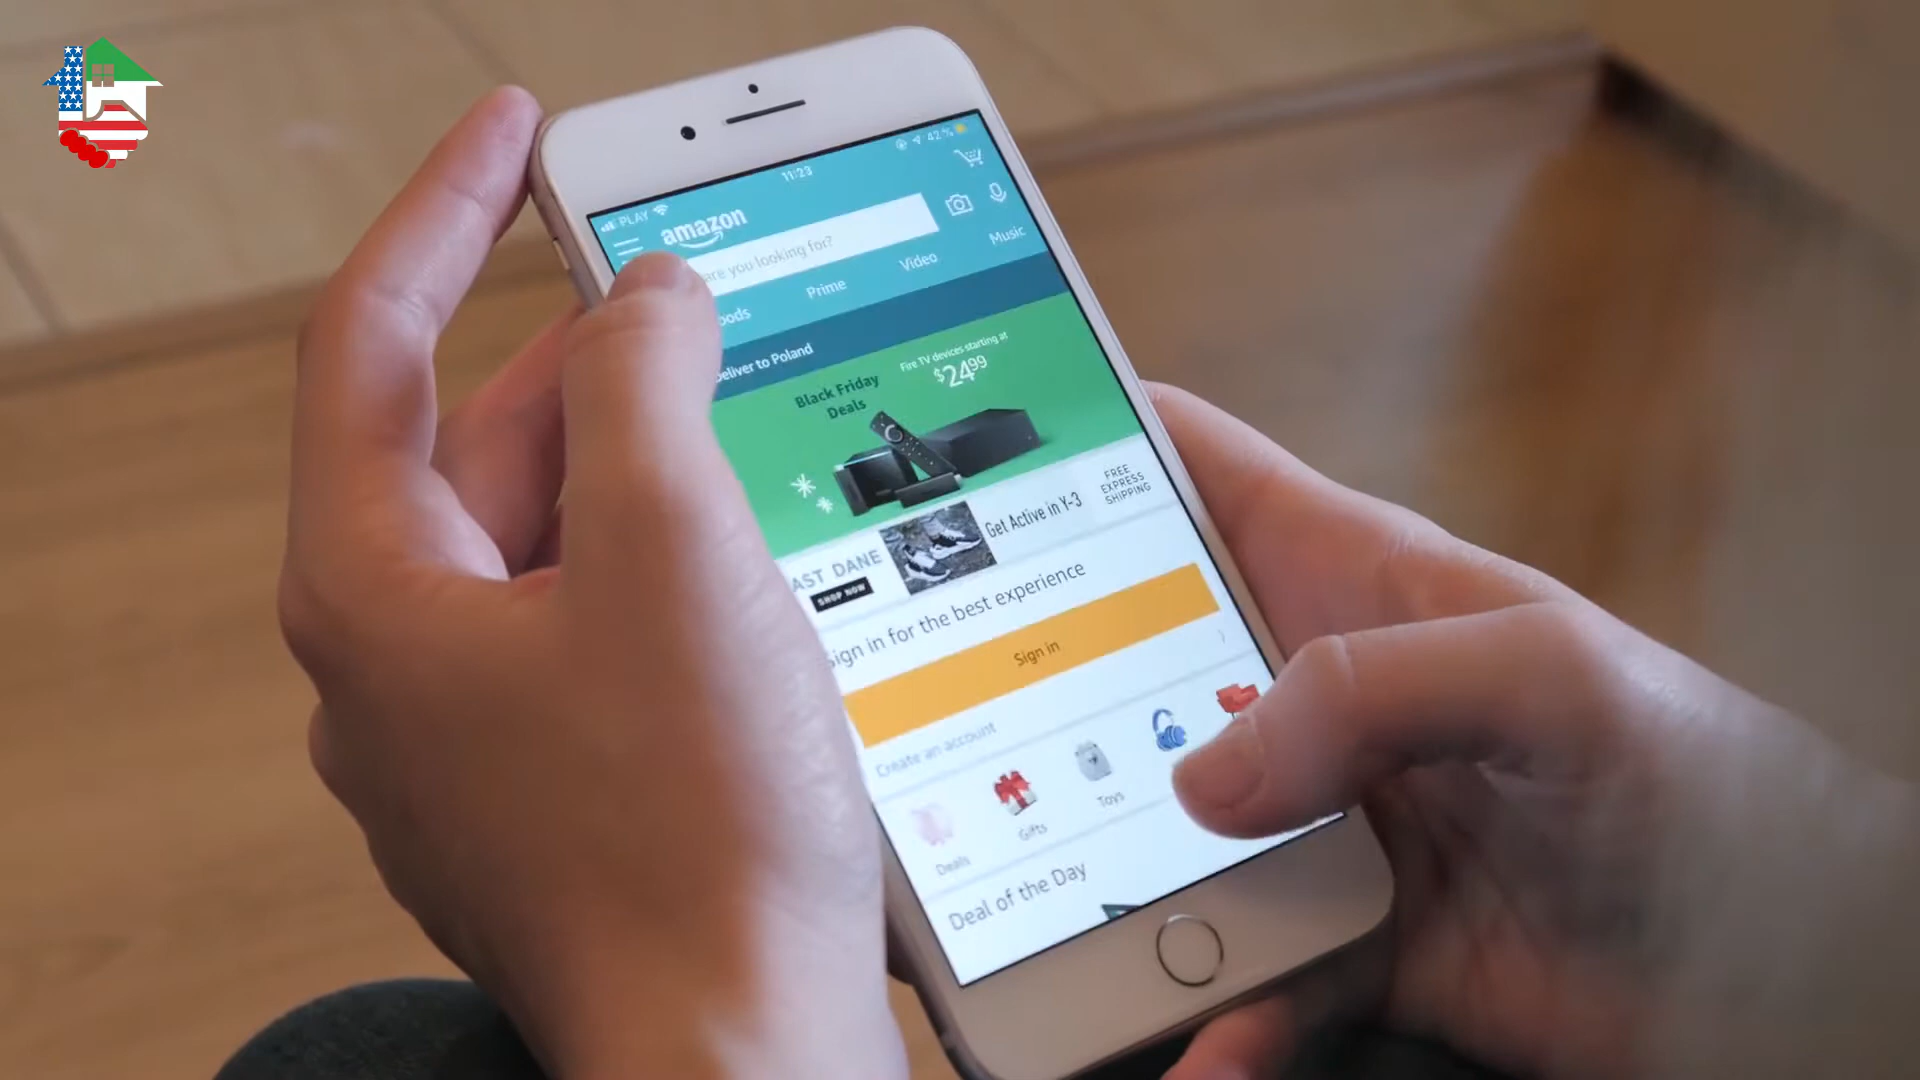 PLAY
11:23
42%
amazon
are you looking for?
oods
Prime
Video
Music
eliver to Poland
Black Friday
Deals
Fire TV devices starting at
$24.99
AST DANE
SHOP NOW
Get Active in Y-3
FREE
EXPRESS
SHIPPING
Sign in for the best experience
Sign in
Create an account
Deals
Gifts
Toys
Deal of the Day